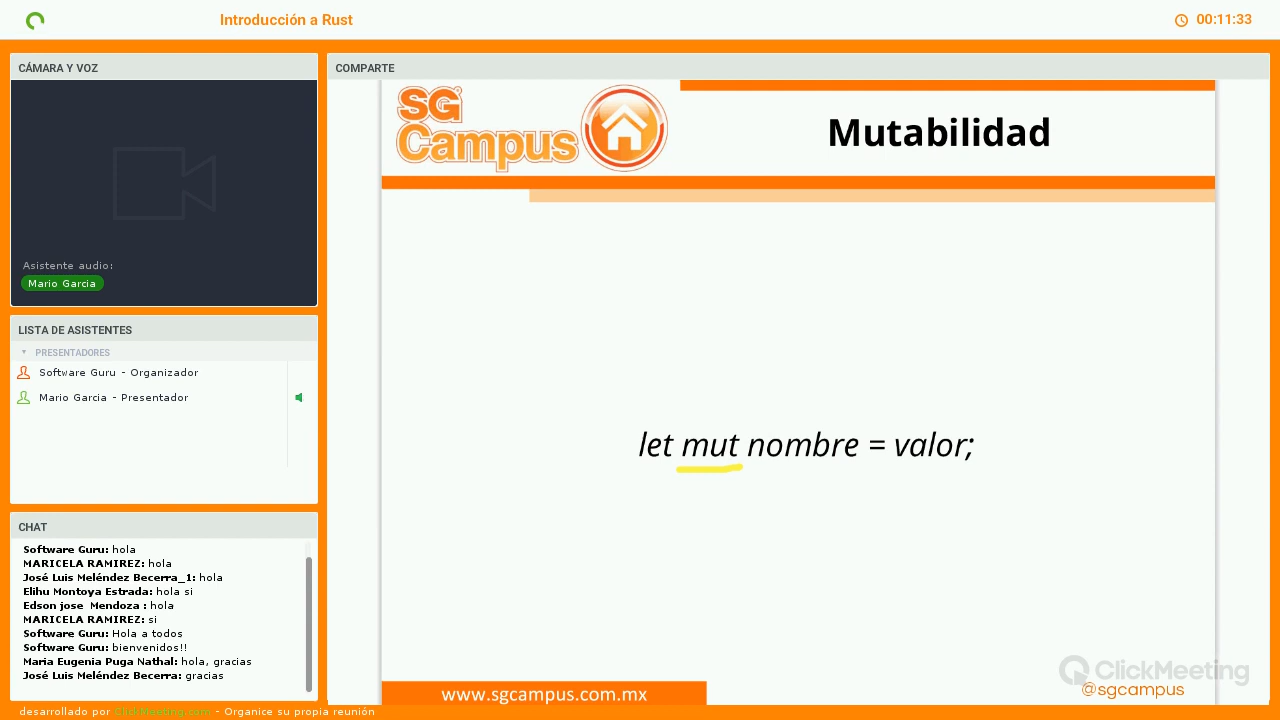 Introducción a Rust
00:11:33
CÁMARA Y VOZ
Asistente audio:
Mario Garcia
LISTA DE ASISTENTES
PRESENTADORES
Software Guru - Organizador
Mario Garcia - Presentador
CHAT
Software Guru: hola
MARICELA RAMIREZ: hola
José Luis Meléndez Becerra_1: hola
Elihu Montoya Estrada: hola si
Edson jose Mendoza : hola
MARICELA RAMIREZ: si
Software Guru: Hola a todos
Software Guru: bienvenidos!!
Maria Eugenia Puga Nathal: hola, gracias
José Luis Meléndez Becerra: gracias
desarrollado por ClickMeeting.com - Organice su propia reunión
COMPARTE
SG
Campus
Mutabilidad
let mut nombre = valor;
www.sgcampus.com.mx
ClickMeeting
@sgcampus